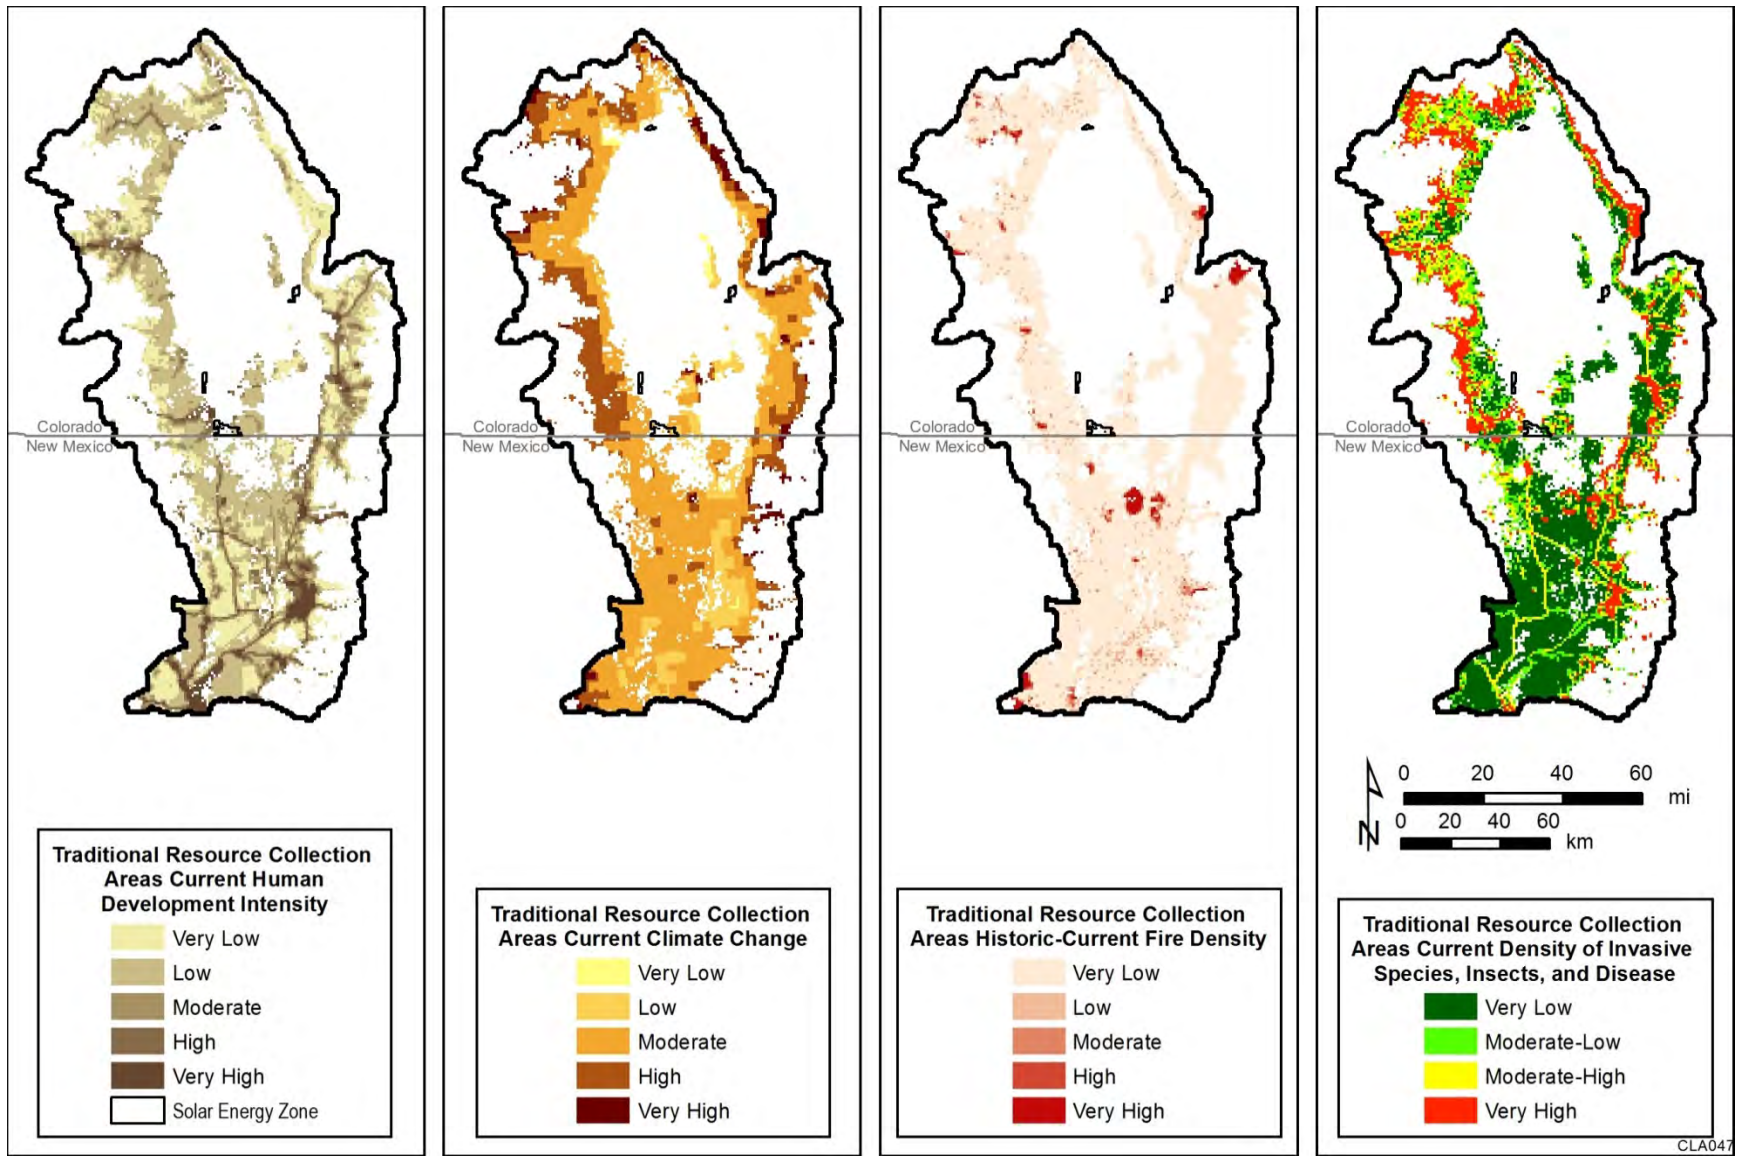 Colorado
New Mexico
Traditional Resource Collection
Areas Current Human
Development Intensity
Very Low
Low
Moderate
High
Very High
Solar Energy Zone
Colorado
New Mexico
Traditional Resource Collection
Areas Current Climate Change
Very Low
Low
Moderate
High
Very High
Colorado
New Mexico
Traditional Resource Collection
Areas Historic-Current Fire Density
Very Low
Low
Moderate
High
Very High
Colorado
New Mexico
N
0 20 40 60
mi
0 20 40 60
km
Traditional Resource Collection
Areas Current Density of Invasive
Species, Insects, and Disease
Very Low
Moderate-Low
Moderate-High
Very High
CLA047